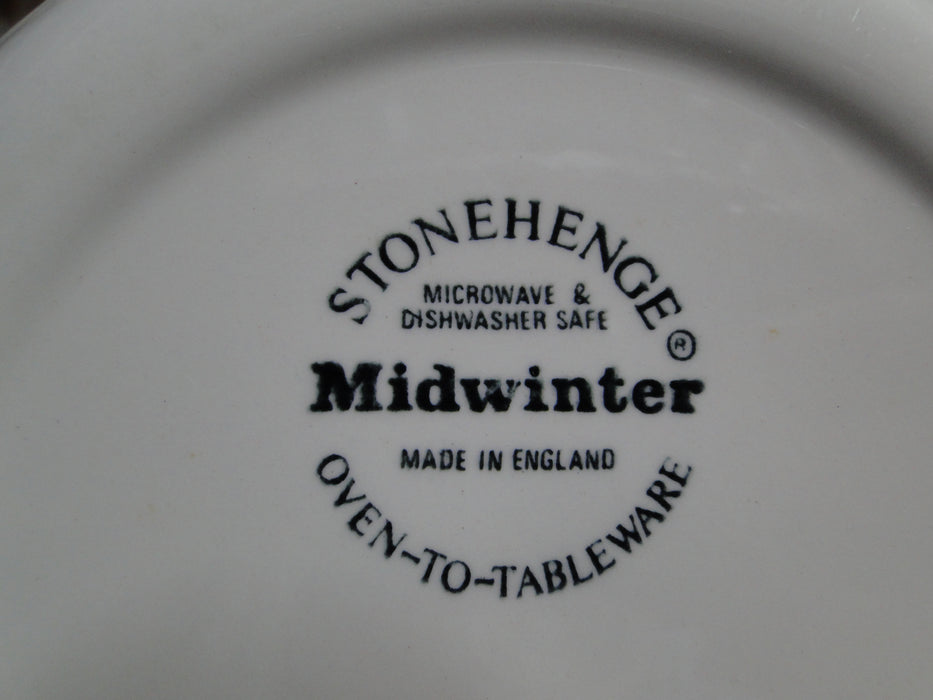 STONEHENGE
MICROWAVE &
DISHWASHER SAFE
®
Midwinter
MADE IN ENGLAND
OVEN-TO-TABLEWARE